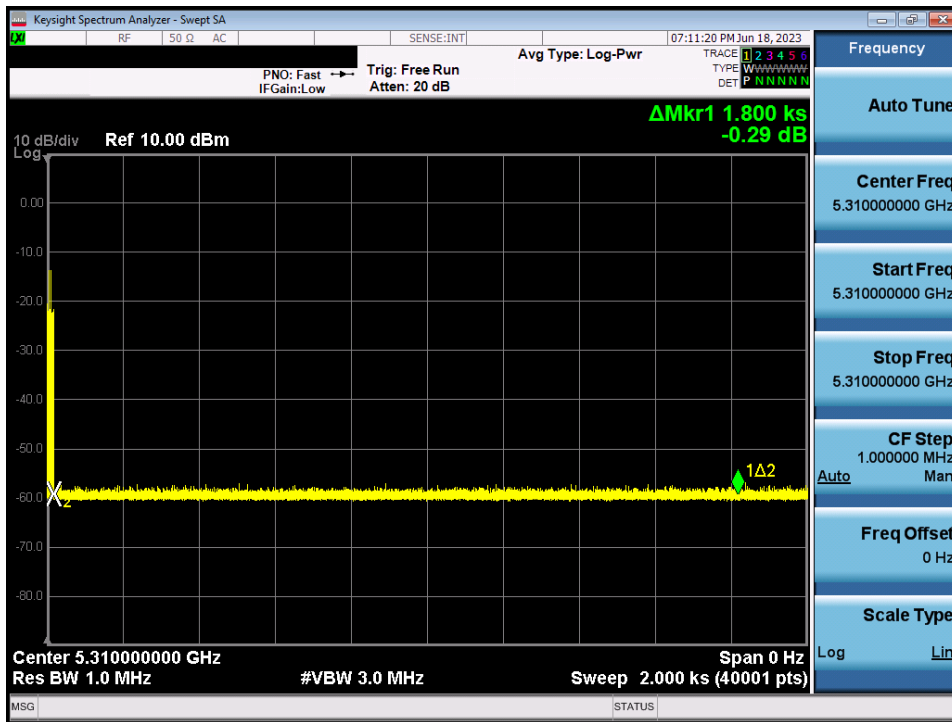 Keysight Spectrum Analyzer - Swept SA
LXI RF 50 Ω AC SENSE:INT 07:11:20 PM Jun 18, 2023
PNO: Fast
IFGain:Low
Trig: Free Run
Atten: 20 dB
Avg Type: Log-Pwr
TRACE 1 2 3 4 5 6
TYPE WWWWWW
DET P N N N N N
ΔMkr1 1.800 ks
-0.29 dB
10 dB/div
Log
Ref 10.00 dBm
0.00
-10.0
-20.0
-30.0
-40.0
-50.0
-60.0
-70.0
-80.0
1Δ2
2
Center 5.310000000 GHz
Span 0 Hz
Res BW 1.0 MHz
#VBW 3.0 MHz
Sweep 2.000 ks (40001 pts)
MSG
STATUS
Frequency
Auto Tune
Center Freq
5.310000000 GHz
Start Freq
5.310000000 GHz
Stop Freq
5.310000000 GHz
CF Step
1.000000 MHz
Auto Man
Freq Offset
0 Hz
Scale Type
Log Lin